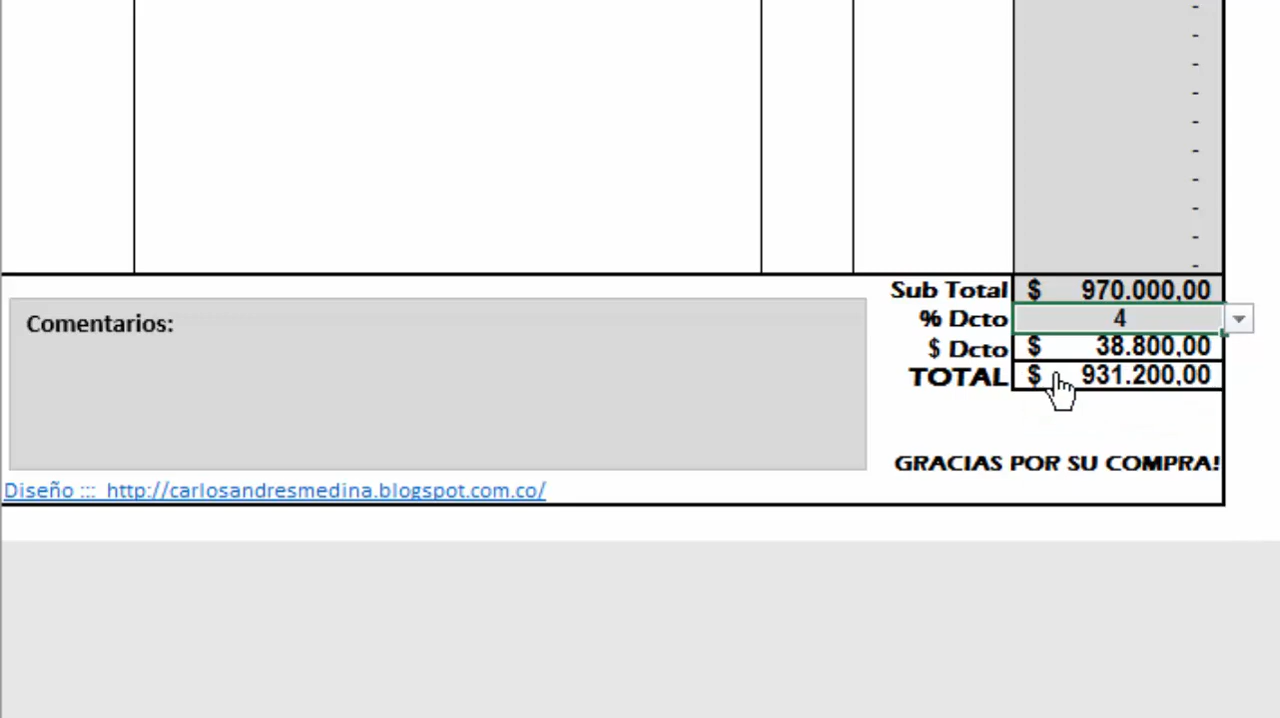 -
-
-
-
-
-
-
-
-
-
Sub Total $ 970.000,00
% Dcto 4
$ Dcto $ 38.800,00
TOTAL $ 931.200,00
Comentarios:
GRACIAS POR SU COMPRA!
Diseño ::: http://carlosandresmedina.blogspot.com.co/